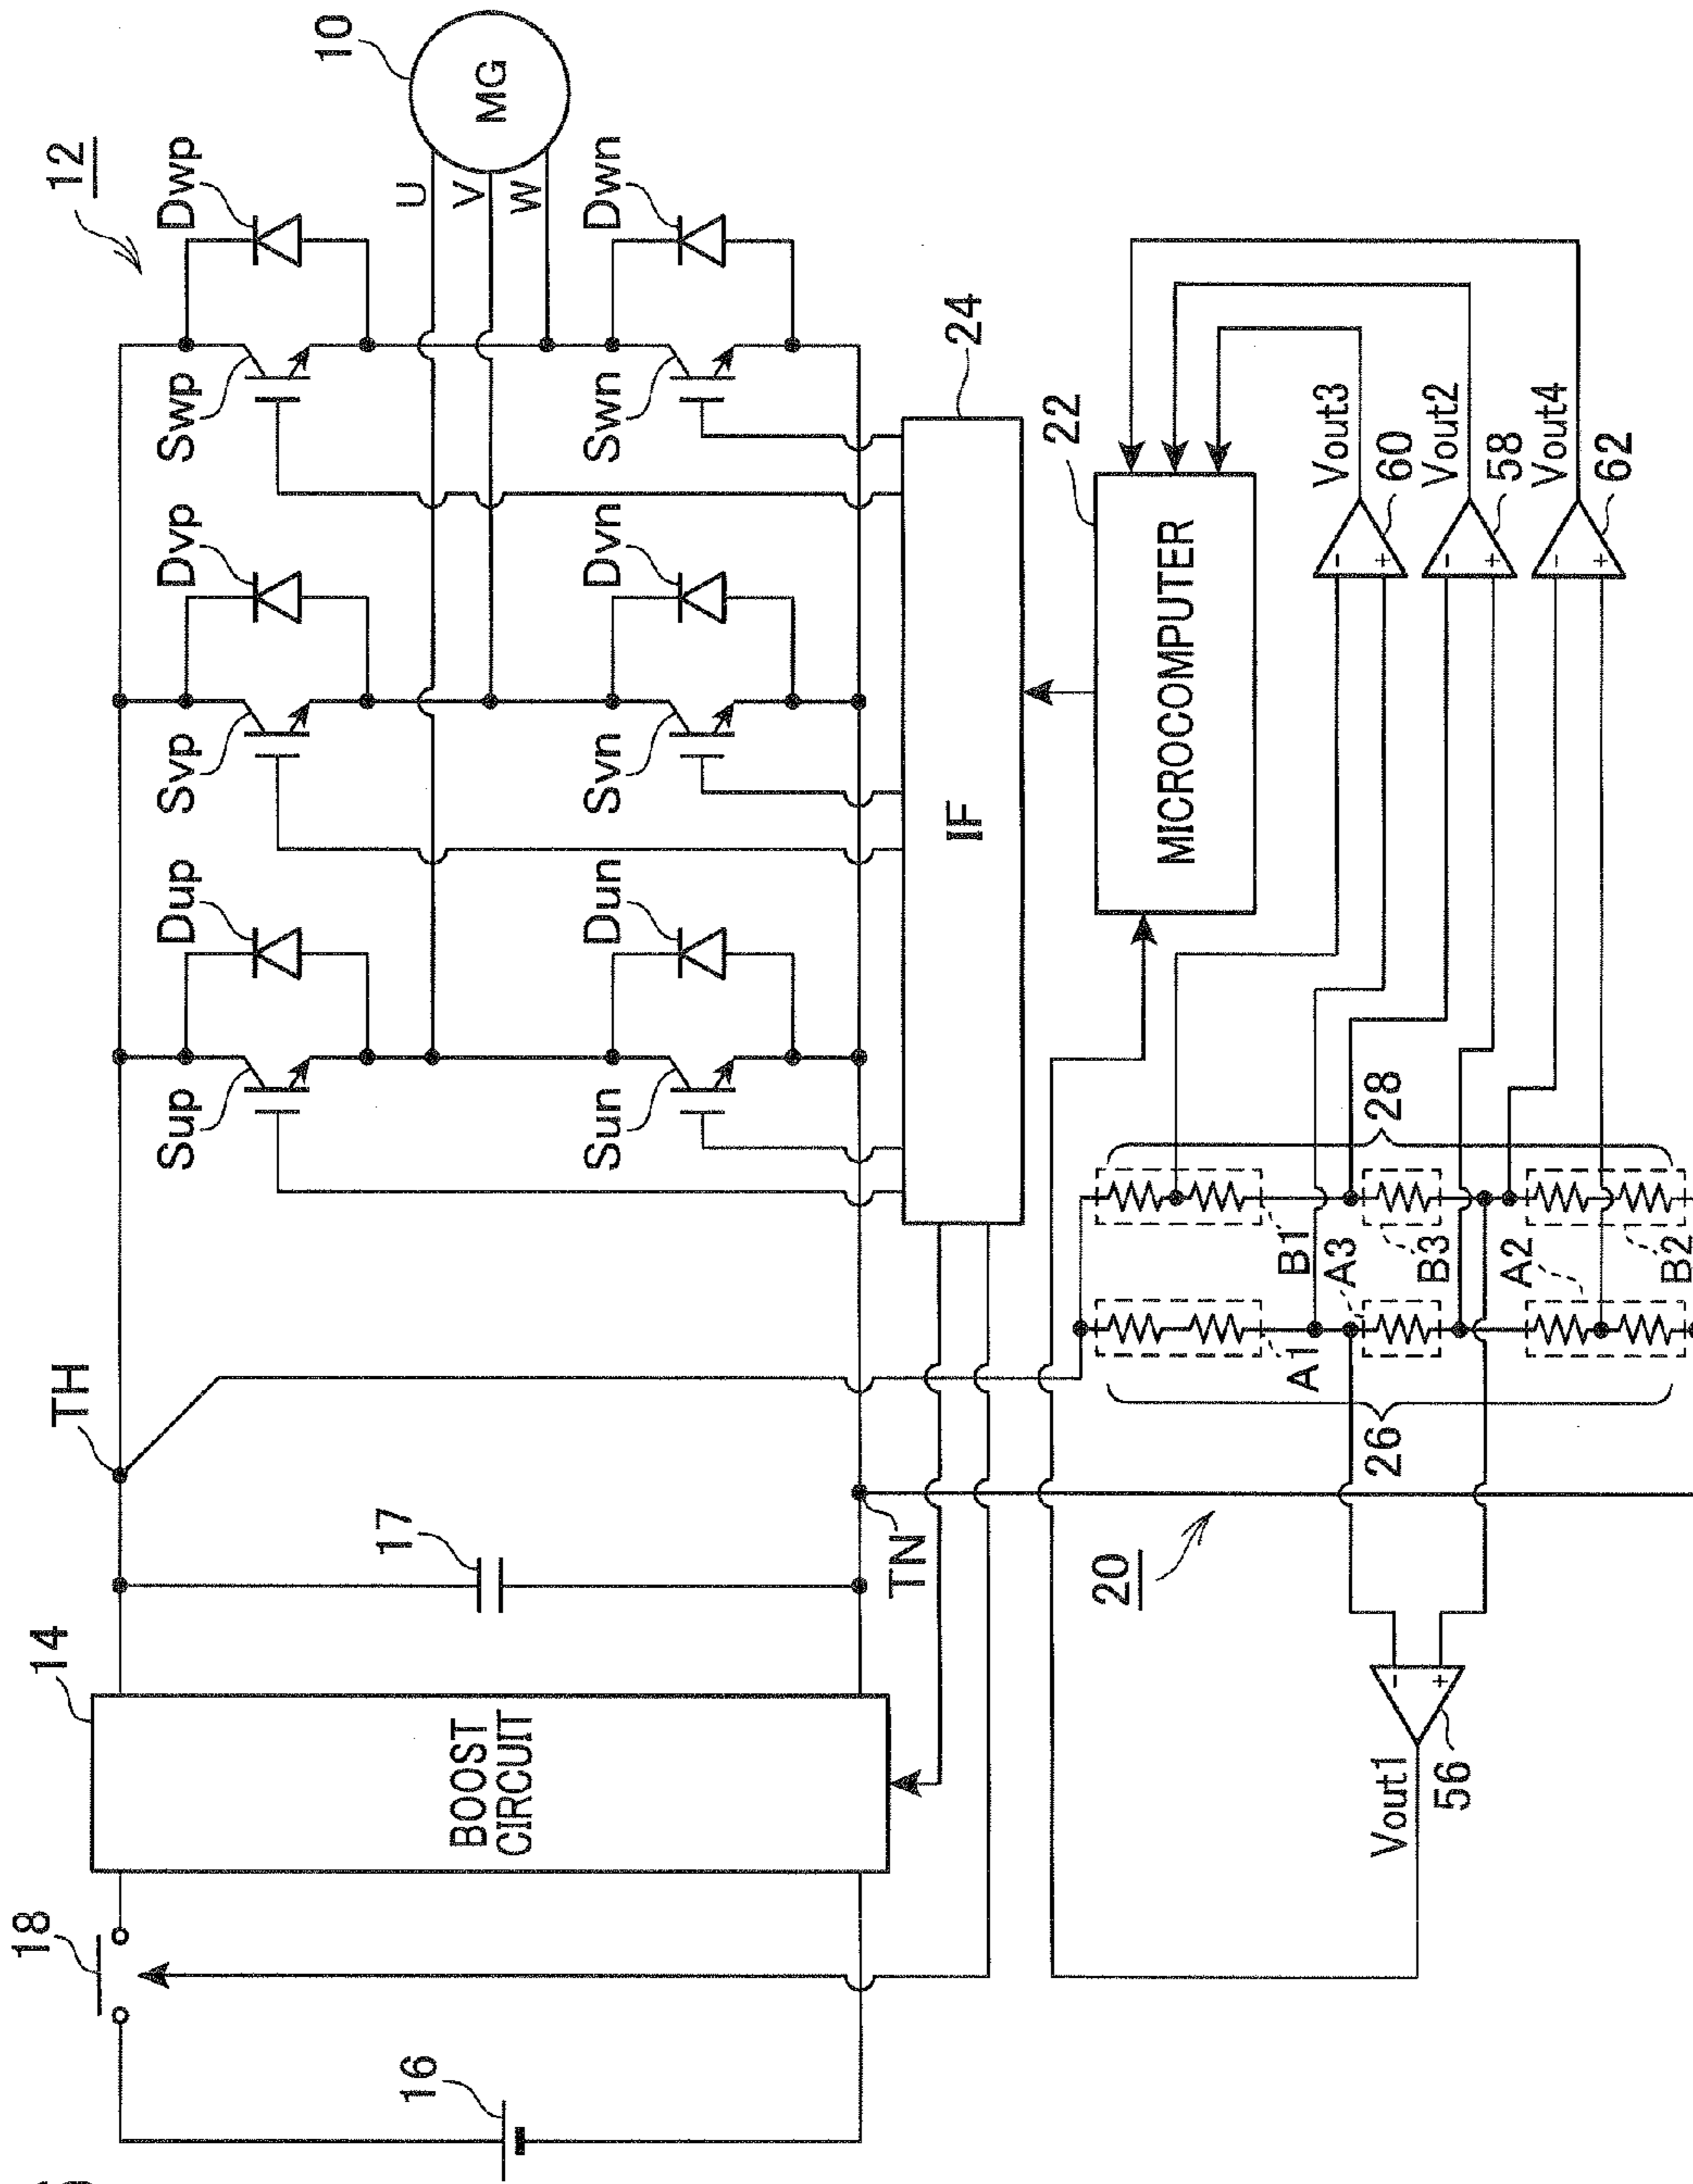 12
10
MG
U
V
W
Dwp
Swp
Dwn
Swn
Dvp
Svp
Dvn
Svn
Dup
Sup
Dun
Sun
TH
17
TN
14
BOOST
CIRCUIT
18
16
IF
24
22
MICROCOMPUTER
Vout3
60
-
+
Vout2
58
-
+
Vout4
62
-
+
28
B1
B3
B2
A3
A2
A1
26
20
-
+
56
Vout1